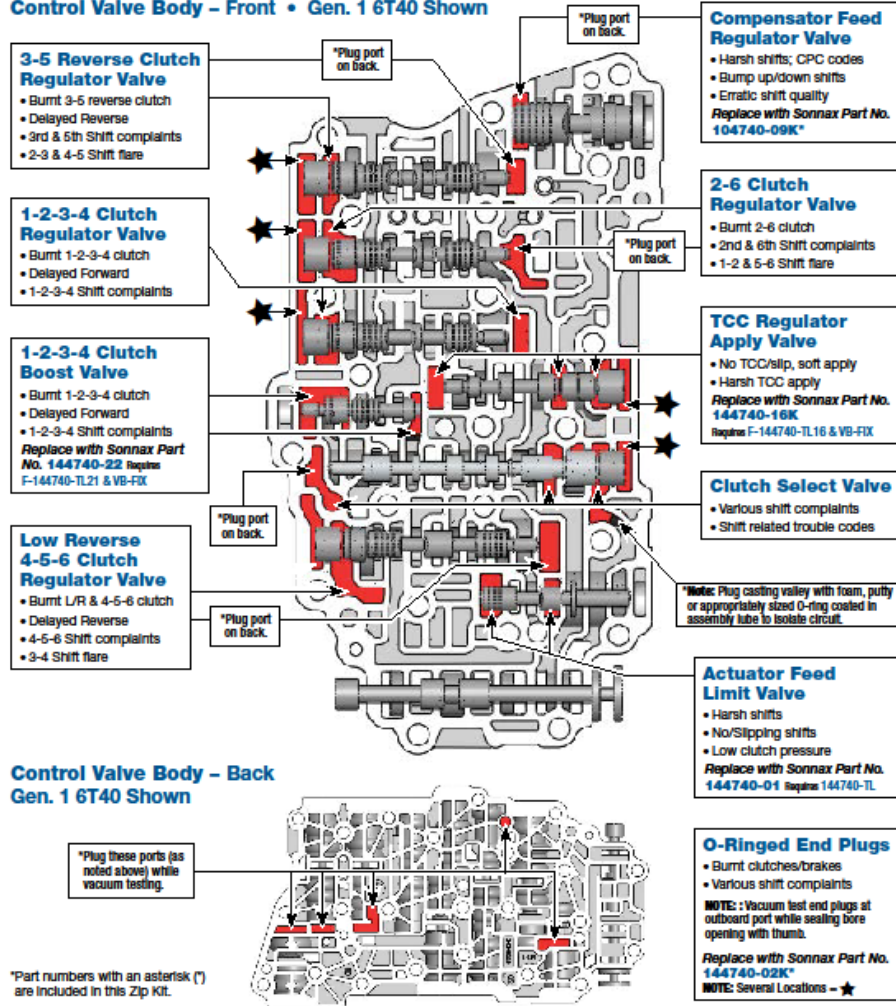 Control Valve Body – Front • Gen. 1 6T40 Shown
*Plug port
on back.
Compensator Feed
Regulator Valve
• Harsh shifts; CPC codes
• Bump up/down shifts
• Erratic shift quality
Replace with Sonnax Part No.
104740-09K*
3-5 Reverse Clutch
Regulator Valve
• Burnt 3-5 reverse clutch
• Delayed Reverse
• 3rd & 5th Shift complaints
• 2-3 & 4-5 Shift flare
*Plug port
on back.
2-6 Clutch
Regulator Valve
• Burnt 2-6 clutch
• 2nd & 6th Shift complaints
• 1-2 & 5-6 Shift flare
1-2-3-4 Clutch
Regulator Valve
• Burnt 1-2-3-4 clutch
• Delayed Forward
• 1-2-3-4 Shift complaints
*Plug port
on back.
TCC Regulator
Apply Valve
• No TCC/slip, soft apply
• Harsh TCC apply
Replace with Sonnax Part No.
144740-16K
Requires F-144740-TL16 & VB-FIX
1-2-3-4 Clutch
Boost Valve
• Burnt 1-2-3-4 clutch
• Delayed Forward
• 1-2-3-4 Shift complaints
Replace with Sonnax Part
No. 144740-22 Requires
F-144740-TL21 & VB-FIX
Clutch Select Valve
• Various shift complaints
• Shift related trouble codes
*Plug port
on back.
Low Reverse
4-5-6 Clutch
Regulator Valve
• Burnt L/R & 4-5-6 clutch
• Delayed Reverse
• 4-5-6 Shift complaints
• 3-4 Shift flare
*Plug port
on back.
*Note: Plug casting valley with foam, putty
or appropriately sized O-ring coated in
assembly lube to isolate circuit.
Actuator Feed
Limit Valve
• Harsh shifts
• No/Slipping shifts
• Low clutch pressure
Replace with Sonnax Part No.
144740-01 Requires 144740-TL
Control Valve Body – Back
Gen. 1 6T40 Shown
*Plug these ports (as
noted above) while
vacuum testing.
O-Ringed End Plugs
• Burnt clutches/brakes
• Various shift complaints
NOTE: : Vacuum test end plugs at
outboard port while sealing bore
opening with thumb.
Replace with Sonnax Part No.
144740-02K*
NOTE: Several Locations – ★
*Part numbers with an asterisk (*)
are included in this Zip Kit.